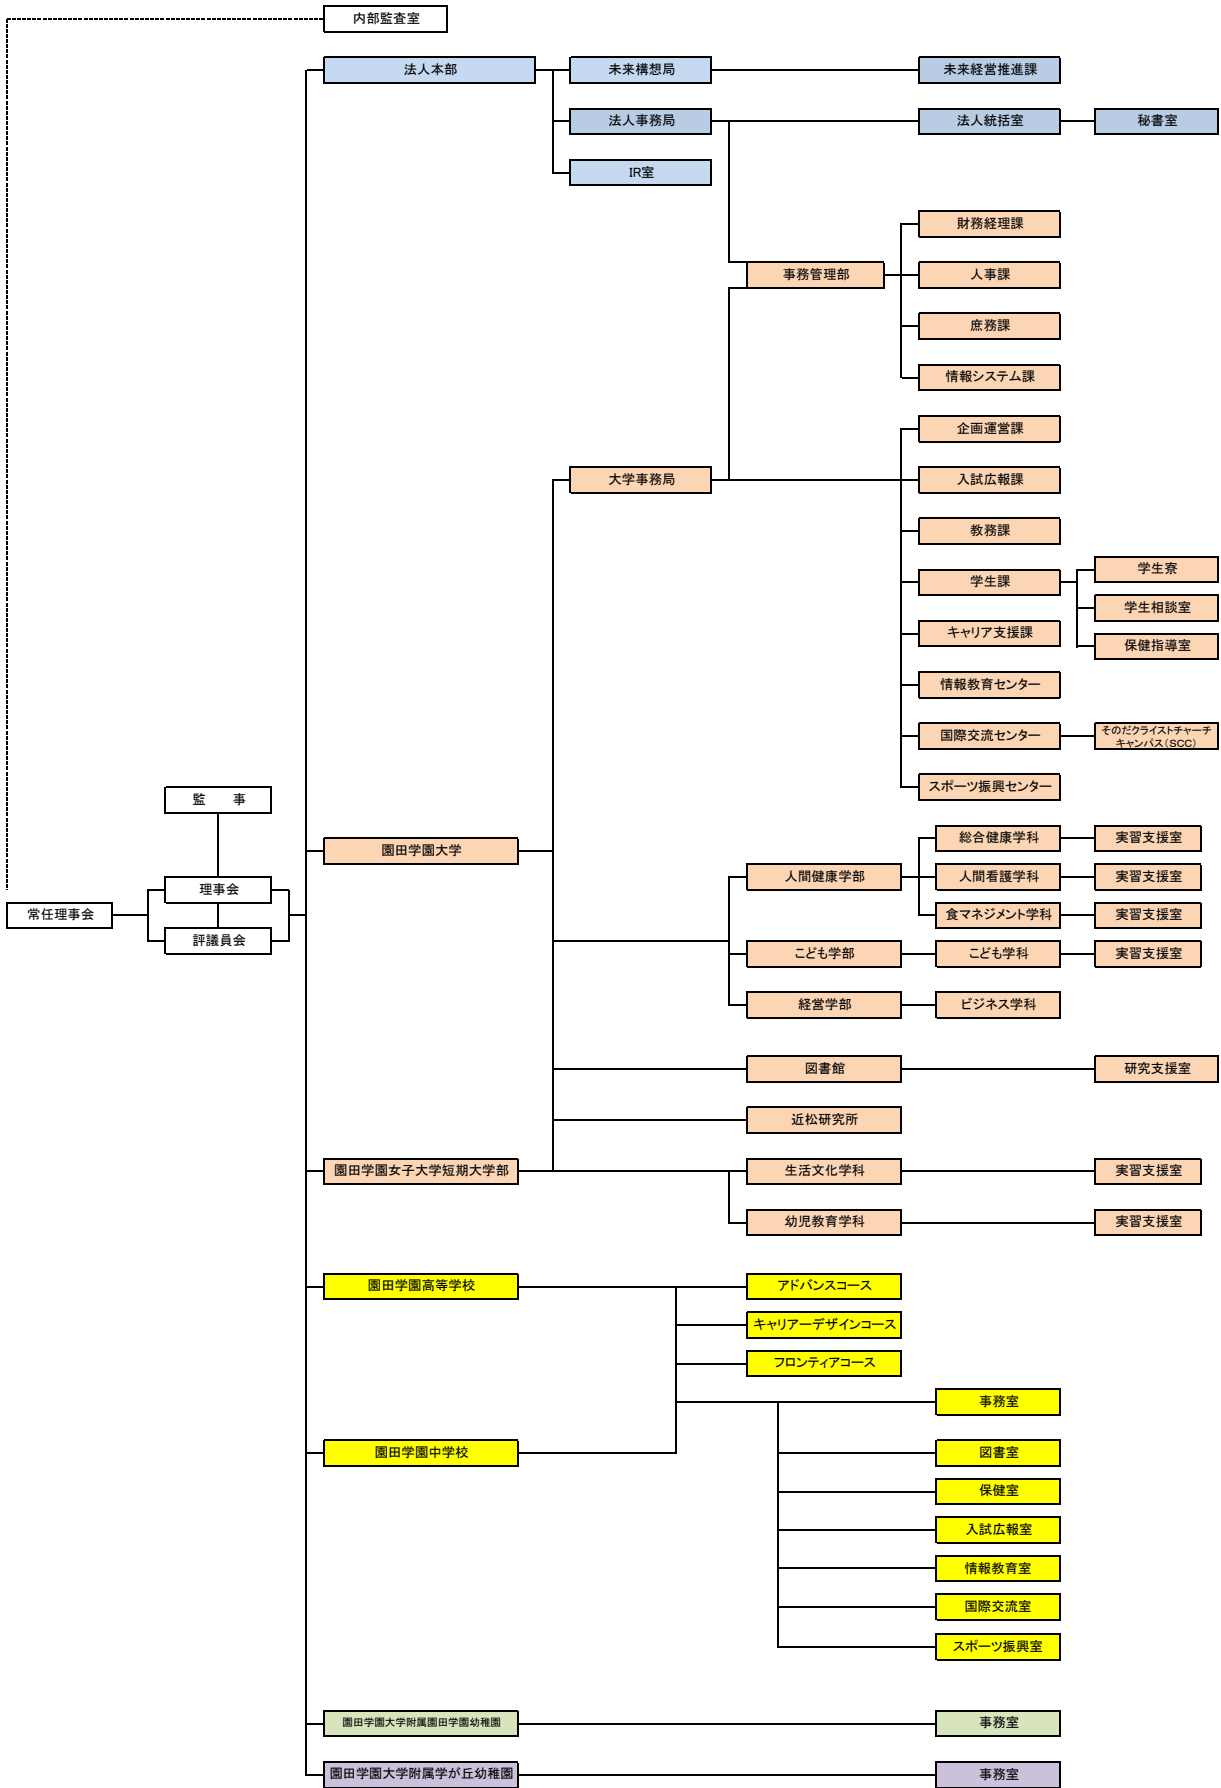 内部監査室
法人本部
未来構想局
未来経営推進課
法人事務局
法人統括室
秘書室
IR室
財務経理課
事務管理部
人事課
庶務課
情報システム課
企画運営課
大学事務局
入試広報課
教務課
学生課
学生寮
学生相談室
キャリア支援課
保健指導室
情報教育センター
国際交流センター
そのだクライストチャーチ
キャンパス(SCC)
スポーツ振興センター
監　　事
園田学園大学
総合健康学科
実習支援室
理事会
人間健康学部
人間看護学科
実習支援室
常任理事会
食マネジメント学科
実習支援室
評議員会
こども学部
こども学科
実習支援室
経営学部
ビジネス学科
図書館
研究支援室
近松研究所
園田学園女子大学短期大学部
生活文化学科
実習支援室
幼児教育学科
実習支援室
園田学園高等学校
アドバンスコース
キャリアーデザインコース
フロンティアコース
事務室
園田学園中学校
図書室
保健室
入試広報室
情報教育室
国際交流室
スポーツ振興室
園田学園大学附属園田学園幼稚園
事務室
園田学園大学附属学が丘幼稚園
事務室